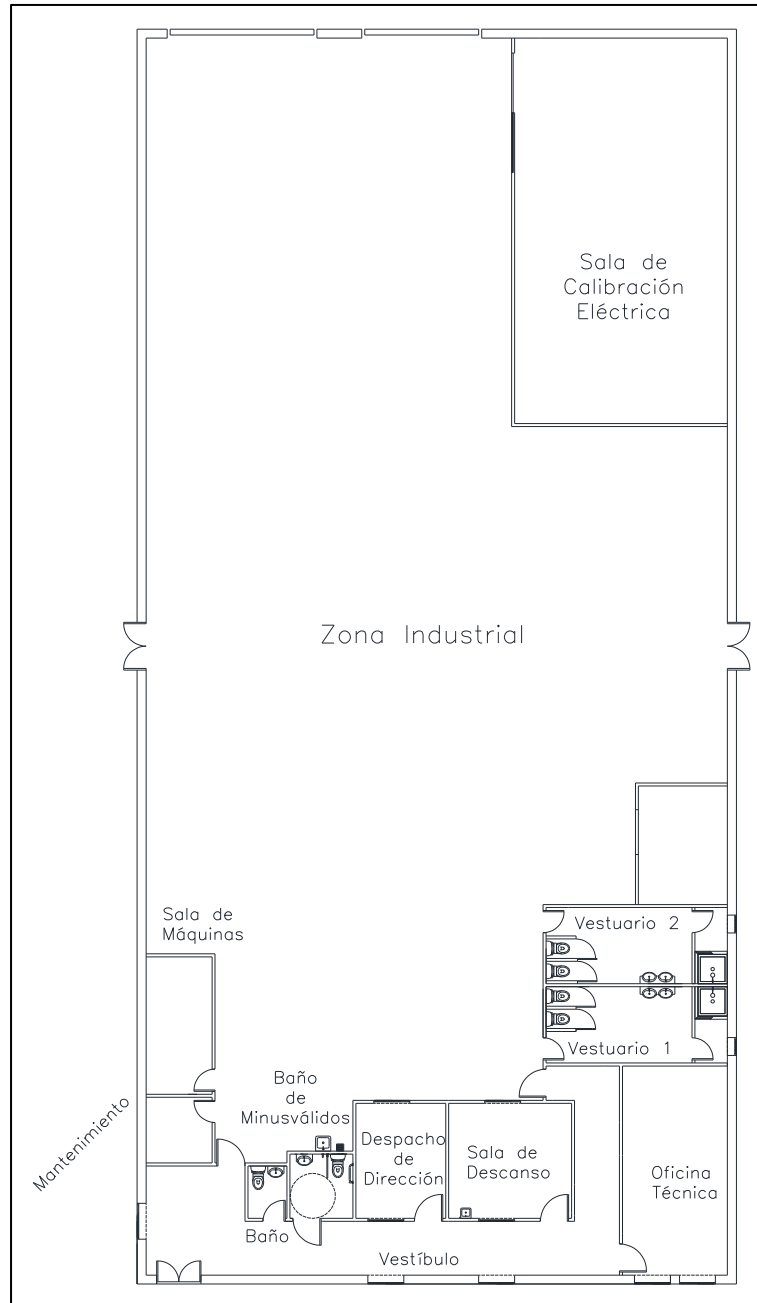 Sala de
Calibración
Eléctrica
Zona Industrial
Sala de
Máquinas
Vestuario 2
Vestuario 1
Mantenimiento
Baño
de
Minusválidos
Despacho
de
Dirección
Sala de
Descanso
Oficina
Técnica
Baño
Vestíbulo